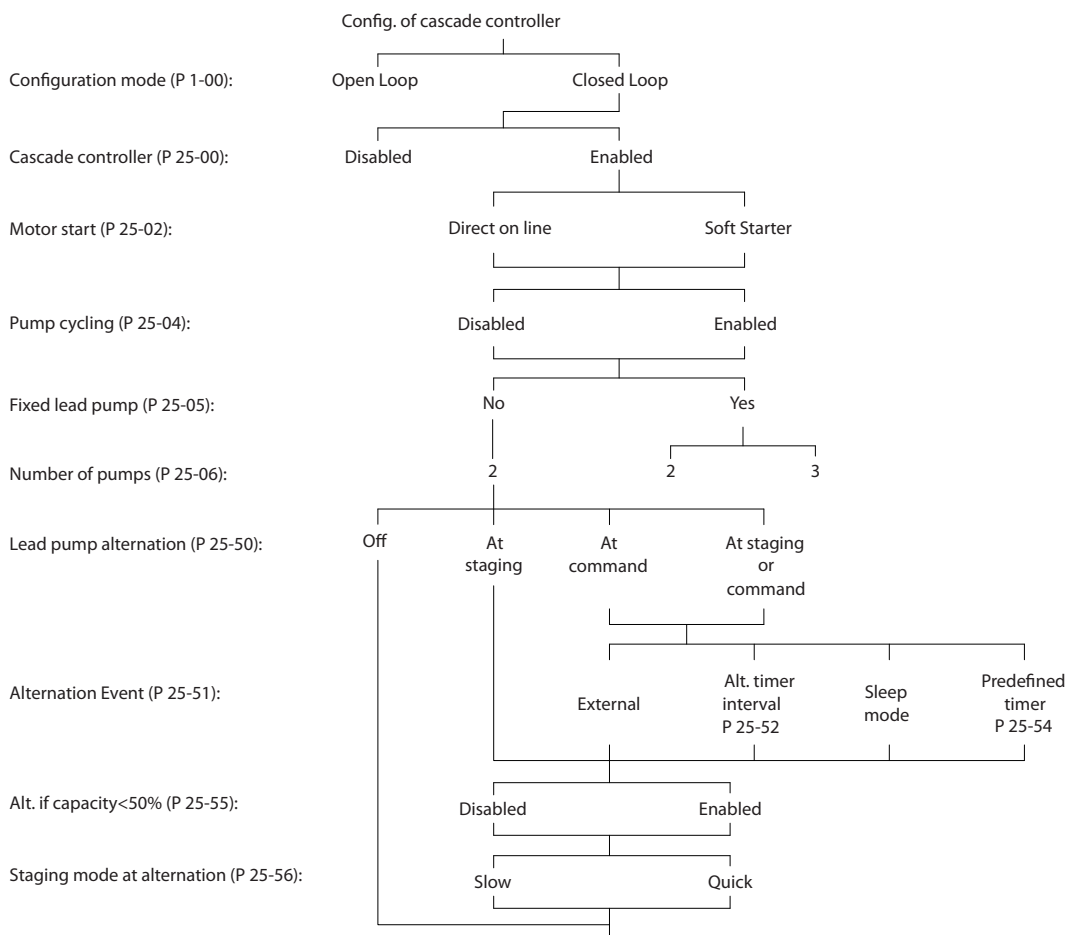 Config. of cascade controller
Configuration mode (P 1-00):
Open Loop
Closed Loop
Cascade controller (P 25-00):
Disabled
Enabled
Motor start (P 25-02):
Direct on line
Soft Starter
Pump cycling (P 25-04):
Disabled
Enabled
Fixed lead pump (P 25-05):
No
Yes
Number of pumps (P 25-06):
2
2
3
Lead pump alternation (P 25-50):
Off
At
staging
At
command
At staging
or
command
Alternation Event (P 25-51):
External
Alt. timer
interval
P 25-52
Sleep
mode
Predefined
timer
P 25-54
Alt. if capacity<50% (P 25-55):
Disabled
Enabled
Staging mode at alternation (P 25-56):
Slow
Quick